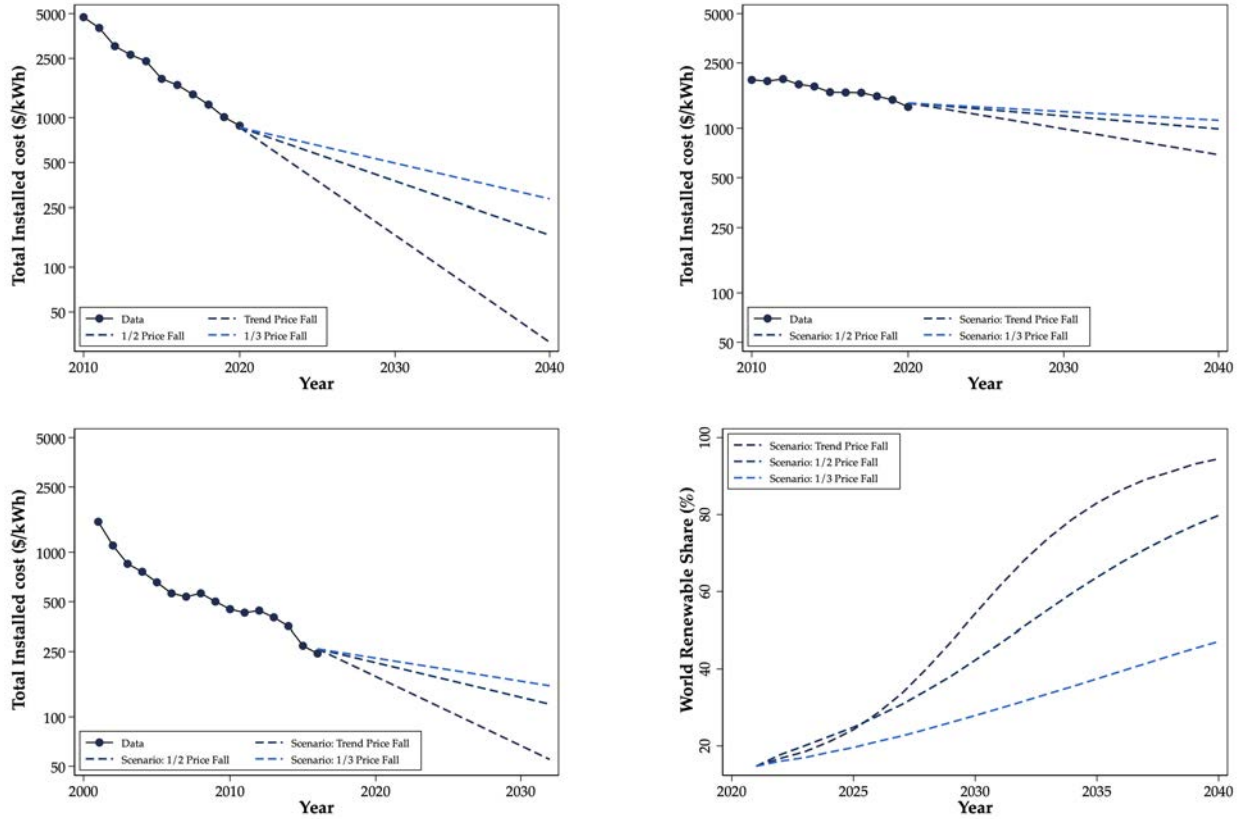 Total Installed cost ($/kWh)
5000
2500
1000
500
250
100
50
Data
Trend Price Fall
1/2 Price Fall
1/3 Price Fall
2010
2020
2030
2040
Year
Total Installed cost ($/kWh)
5000
2500
1000
500
250
100
50
Data
Scenario: Trend Price Fall
Scenario: 1/2 Price Fall
Scenario: 1/3 Price Fall
2010
2020
2030
2040
Year
Total Installed cost ($/kWh)
5000
2500
1000
500
250
100
50
Data
Scenario: Trend Price Fall
Scenario: 1/2 Price Fall
Scenario: 1/3 Price Fall
2000
2010
2020
2030
Year
World Renewable Share (%)
100
80
60
40
20
Scenario: Trend Price Fall
Scenario: 1/2 Price Fall
Scenario: 1/3 Price Fall
2020
2025
2030
2035
2040
Year